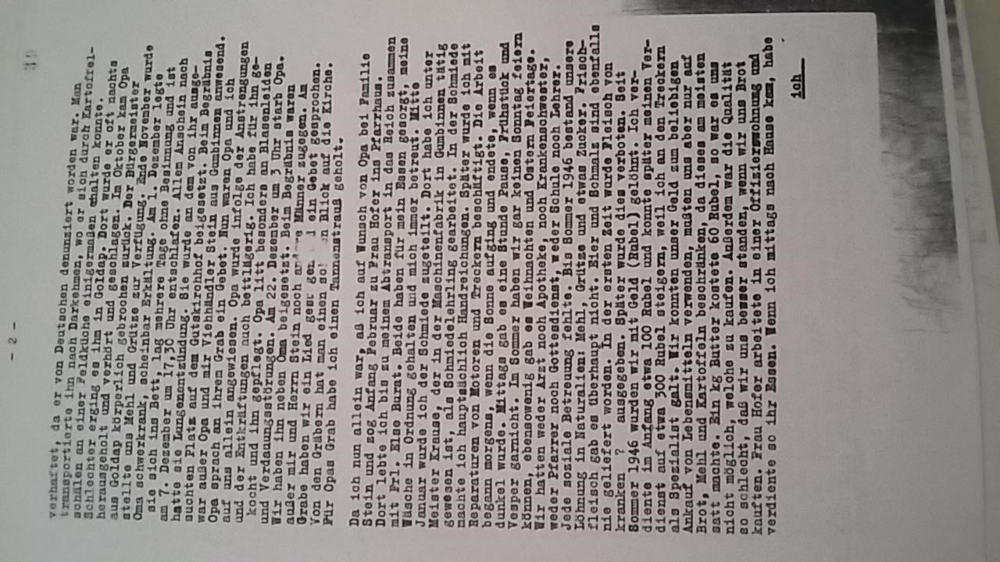 - 2 -
verhaftet, da er von Deutschen denunziert worden war. Man
transportierte ihn nach Darkehmen, wo er sich durch Kartoffel-
schälen an einer Feldküche einigermaßen erhalten konnte.
Schlechter erging es ihm in Goldap. Dort wurde er oft nachts
herausgeholt und verhört und geschlagen. Im Oktober kam Opa
aus Goldap körperlich gebrochen zurück. Der Bürgermeister
stellte uns Mehl und Grütze zur Verfügung. Ende November wurde
Oma schwerkrank, scheinbar Erkältung. Am 1. Dezember legte
sie sich ins Bett, lag mehrere Tage ohne Besinnung und ist
am 7. Dezember um 17,30 Uhr entschlafen. Allem Anschein nach
hatte sie Lungenentzündung. Sie wurde an dem von ihr ausge-
suchten Platz auf dem Gutskirchhof beigesetzt. Beim Begräbnis
war außer Opa und mir Viehhändler Stein aus Gumbinnen anwesend.
Opa sprach an ihrem Grab ein Gebet. Nun waren Opa und ich
auf uns allein angewiesen. Opa wurde infolge der Anstrengungen
und der Entkräftungen auch bettlägerig. Ich habe für ihn ge-
kocht und ihn gepflegt. Opa litt besonders an Blasenleiden
und Verdauungsstörungen. Am 22. Dezember um 3 Uhr starb Opa.
Wir haben ihn neben Oma beigesetzt. Beim Begräbnis waren
außer mir und Herrn Stein noch Männer zugegen. Am
Grabe haben wir ein Lied ein Gebet gesprochen.
Von den Gräbern hat man einen Blick auf die Kirche.
Für Opas Grab habe ich einen Tannenstrauß geholt.
Da ich nun allein war, aß ich auf Wunsch von Opa bei Familie
Stein und zog Anfang Februar zu Frau Hofer ins Pfarrhaus.
Dort lebte ich bis zu meinem Abtransport in das Reich zusammen
mit Frl. Else Burat. Beide haben für mein Essen gesorgt, meine
Wäsche in Ordnung gehalten und mich immer betreut. Mitte
Januar wurde ich der Schmiede zugeteilt. Dort habe ich unter
Meister Krause, der in der Maschinenfabrik in Gumbinnen tätig
gewesen ist, als Schmiedelehrling gearbeitet. In der Schmiede
machte ich hauptsächlich Handreichungen. Später wurde ich mit
Reparaturen von Motoren und Treckern beschäftigt. Die Arbeit
begann morgens, wenn die Sonne aufging und endete, wenn es
dunkel wurde. Mittags gab es eine Stunde Pause, Frühstück und
Vesper garnicht. Im Sommer haben wir gar keinen Sonntag feiern
können, ebensowenig gab es Weihnachten und Ostern Feiertage.
Wir hatten weder Arzt noch Apotheke, noch Krankenschwester,
weder Pfarrer noch Gottesdienst, weder Schule noch Lehrer.
Jede soziale Betreuung fehlte. Bis Sommer 1946 bestand unsere
Löhnung in Naturalien: Mehl, Grütze und etwas Zucker. Frisch-
fleisch gab es überhaupt nicht. Eier und Schmalz sind ebenfalls
nie geliefert worden. In der ersten Zeit wurde Fleisch von
kranken ? ausgegeben. Später wurde dies verboten. Seit
Sommer 1946 wurden wir mit Geld (Rubel) gelöhnt. Ich ver-
diente im Anfang etwa 100 Rubel und konnte später meinen Ver-
dienst auf etwa 300 Rubel steigern, weil ich an den Treckern
als Spezialist galt. Wir konnten unser Geld zum beliebigen
Ankauf von Lebensmitteln verwenden, mußten uns aber nur auf
Brot, Mehl und Kartoffeln beschränken, da dieses am meisten
satt machte. Ein kg Butter kostete 60 Rubel, so war es uns
nicht möglich, welche zu kaufen. Außerdem war die Qualität
so schlecht, daß wir uns besser standen, wenn wir uns Brot
kauften. Frau Hofer arbeitete in einer Offizierswohnung und
verdiente so ihr Essen. Wenn ich mittags nach Hause kam, habe
ich